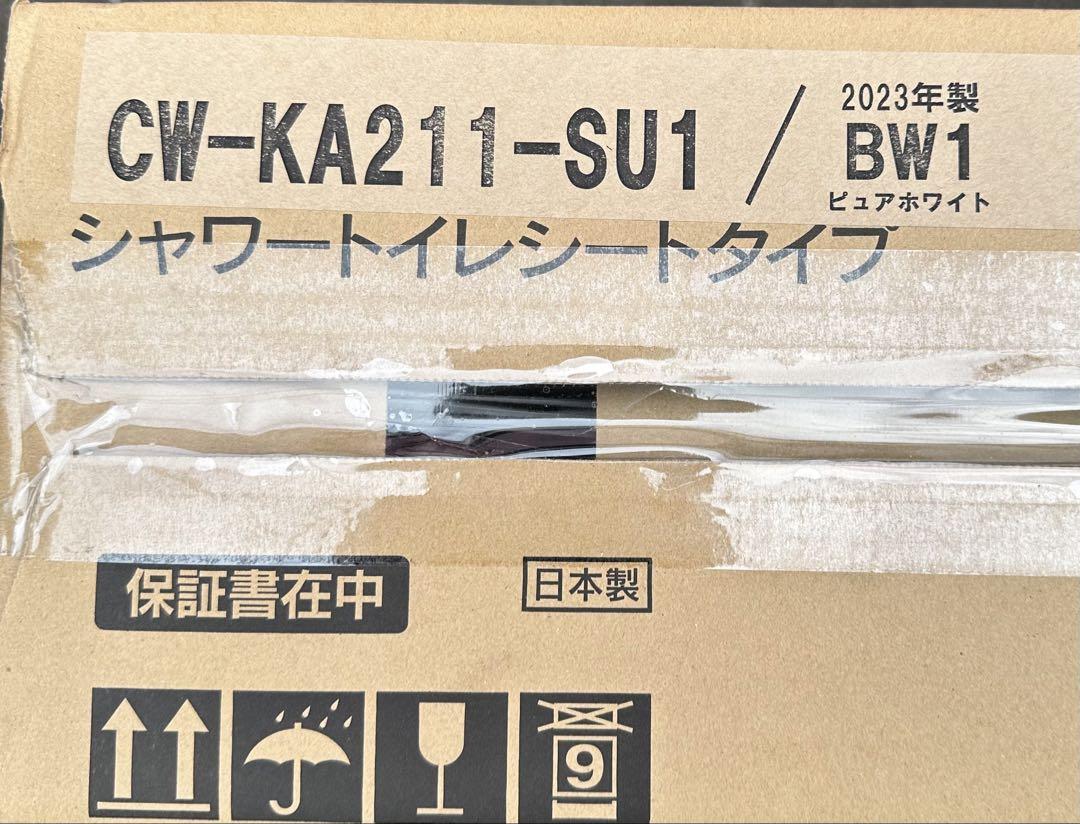 CW-KA211-SU1 / 2023年製
BW1
ピュアホワイト
シャワートイレシートタイプ
保証書在中
日本製
9